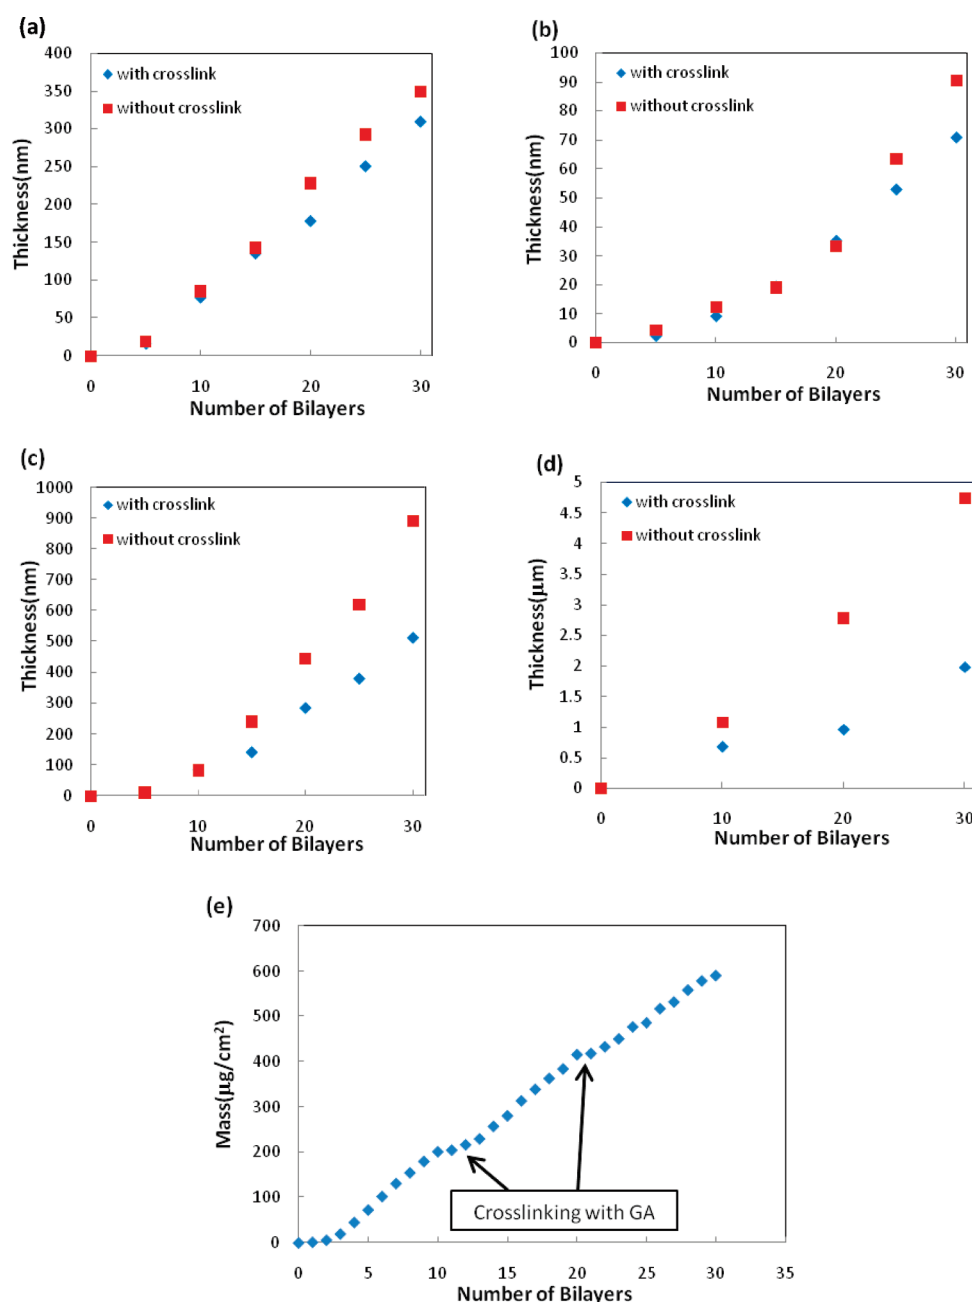 (a)
400
350
300
250
200
150
100
50
0
Thickness(nm)
with crosslink
without crosslink
0 10 20 30
Number of Bilayers
(b)
100
90
80
70
60
50
40
30
20
10
0
Thickness(nm)
with crosslink
without crosslink
0 10 20 30
Number of Bilayers
(c)
1000
900
800
700
600
500
400
300
200
100
0
Thickness(nm)
with crosslink
without crosslink
0 10 20 30
Number of Bilayers
(d)
5
4.5
4
3.5
3
2.5
2
1.5
1
0.5
0
Thickness(μm)
with crosslink
without crosslink
0 10 20 30
Number of Bilayers
(e)
700
600
500
400
300
200
100
0
Mass(μg/cm²)
Crosslinking with GA
0 5 10 15 20 25 30 35
Number of Bilayers